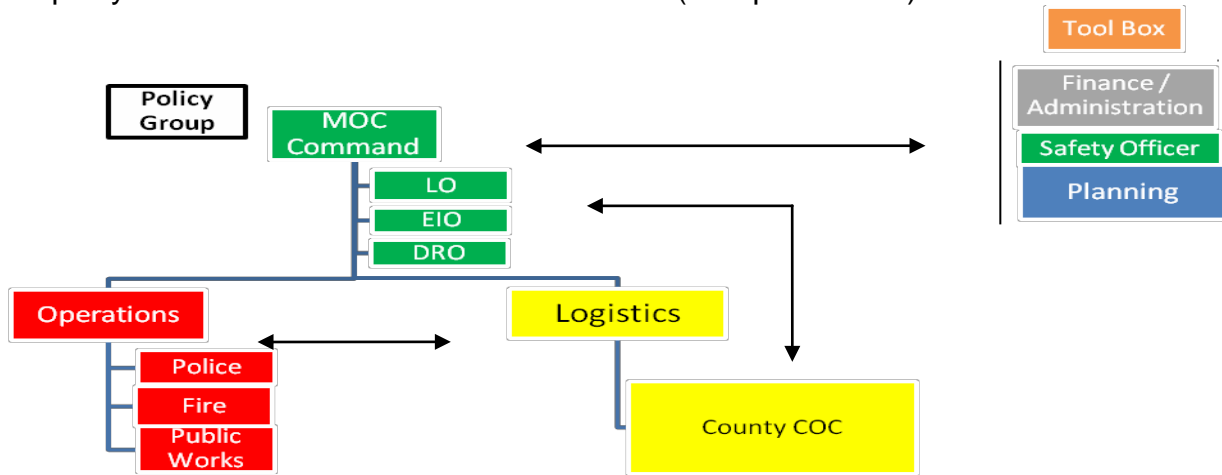 Tool Box
Policy
Group
MOC
Command
Finance /
Administration
Safety Officer
Planning
LO
EIO
DRO
Operations
Logistics
Police
Fire
Public
Works
County COC